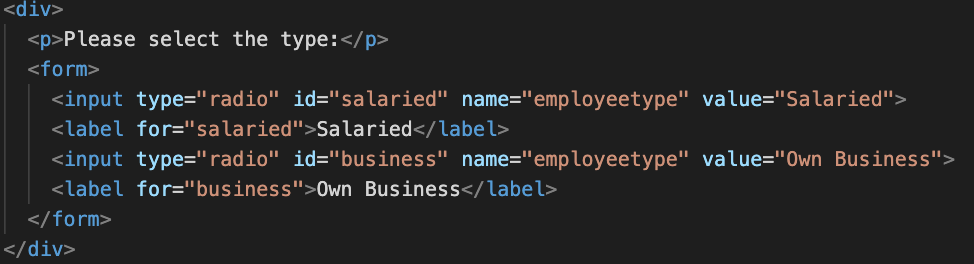 <div>
<p>Please select the type:</p>
<form>
<input type="radio" id="salaried" name="employeetype" value="Salaried">
<label for="salaried">Salaried</label>
<input type="radio" id="business" name="employeetype" value="Own Business">
<label for="business">Own Business</label>
</form>
</div>